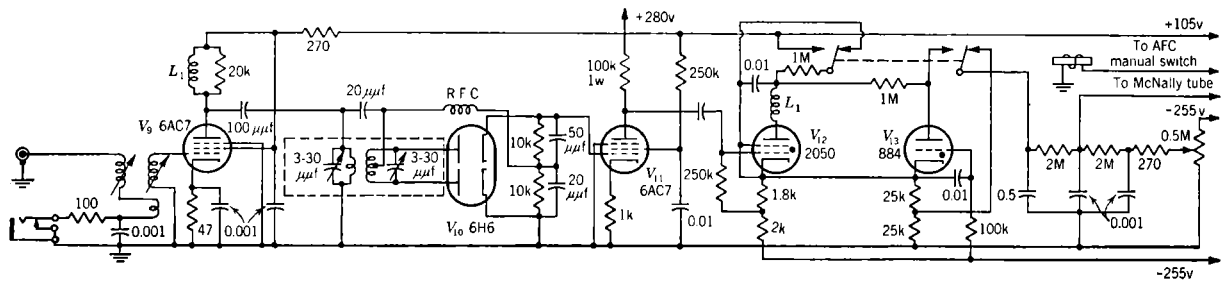 +280v
+105v
270
L₁
20k
100k
1w
250k
0.01
1M
To AFC
manual switch
To McNally tube
-255v
20 μμf
RFC
100 μμf
V₉ 6AC7
3-30
μμf
3-30
μμf
10k
50
μμf
10k
20
μμf
V₁₀ 6H6
V₁₁
6AC7
250k
L₁
V₁₂
2050
1M
V₁₃
884
0.5M
2M
2M
270
100
0.001
47
0.001
1k
0.01
1.8k
2k
25k
25k
0.01
100k
0.5
0.001
-255v